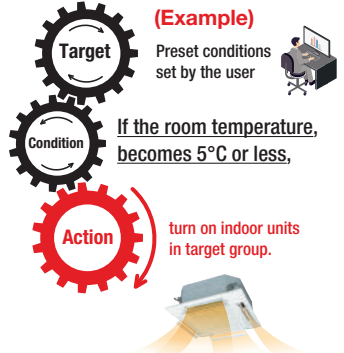 (Example)
Target
Preset conditions
set by the user
Condition
If the room temperature,
becomes 5°C or less,
Action
turn on indoor units
in target group.